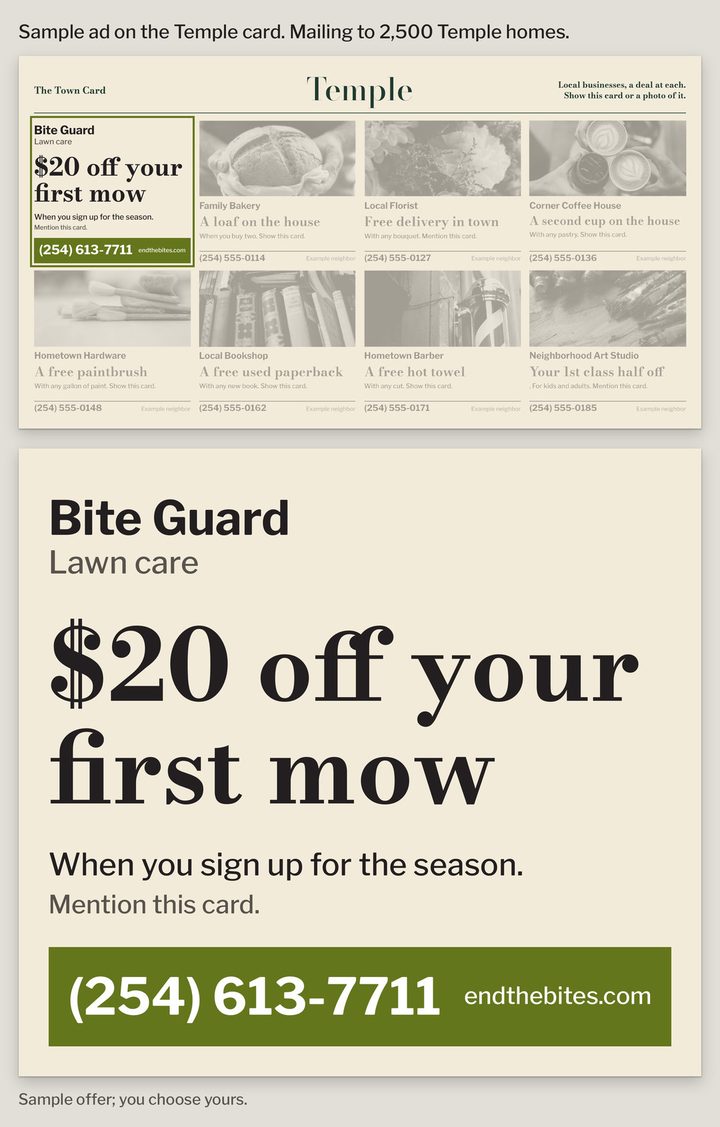 Sample ad on the Temple card. Mailing to 2,500 Temple homes.
The Town Card
Temple
Local businesses, a deal at each.
Show this card or a photo of it.
Bite Guard
Lawn care
$20 off your
first mow
When you sign up for the season.
Mention this card.
(254) 613-7711 endthebites.com
Family Bakery
A loaf on the house
When you buy two. Show this card.
(254) 555-0114 Example neighbor
Local Florist
Free delivery in town
With any bouquet. Mention this card.
(254) 555-0127 Example neighbor
Corner Coffee House
A second cup on the house
With any pastry. Show this card.
(254) 555-0136 Example neighbor
Hometown Hardware
A free paintbrush
With any gallon of paint. Show this card.
(254) 555-0148 Example neighbor
Local Bookshop
A free used paperback
With any new book. Show this card.
(254) 555-0162 Example neighbor
Hometown Barber
A free hot towel
With any cut. Show this card.
(254) 555-0171 Example neighbor
Neighborhood Art Studio
Your 1st class half off
For kids and adults. Mention this card.
(254) 555-0185 Example neighbor
Bite Guard
Lawn care
$20 off your
first mow
When you sign up for the season.
Mention this card.
(254) 613-7711 endthebites.com
Sample offer; you choose yours.